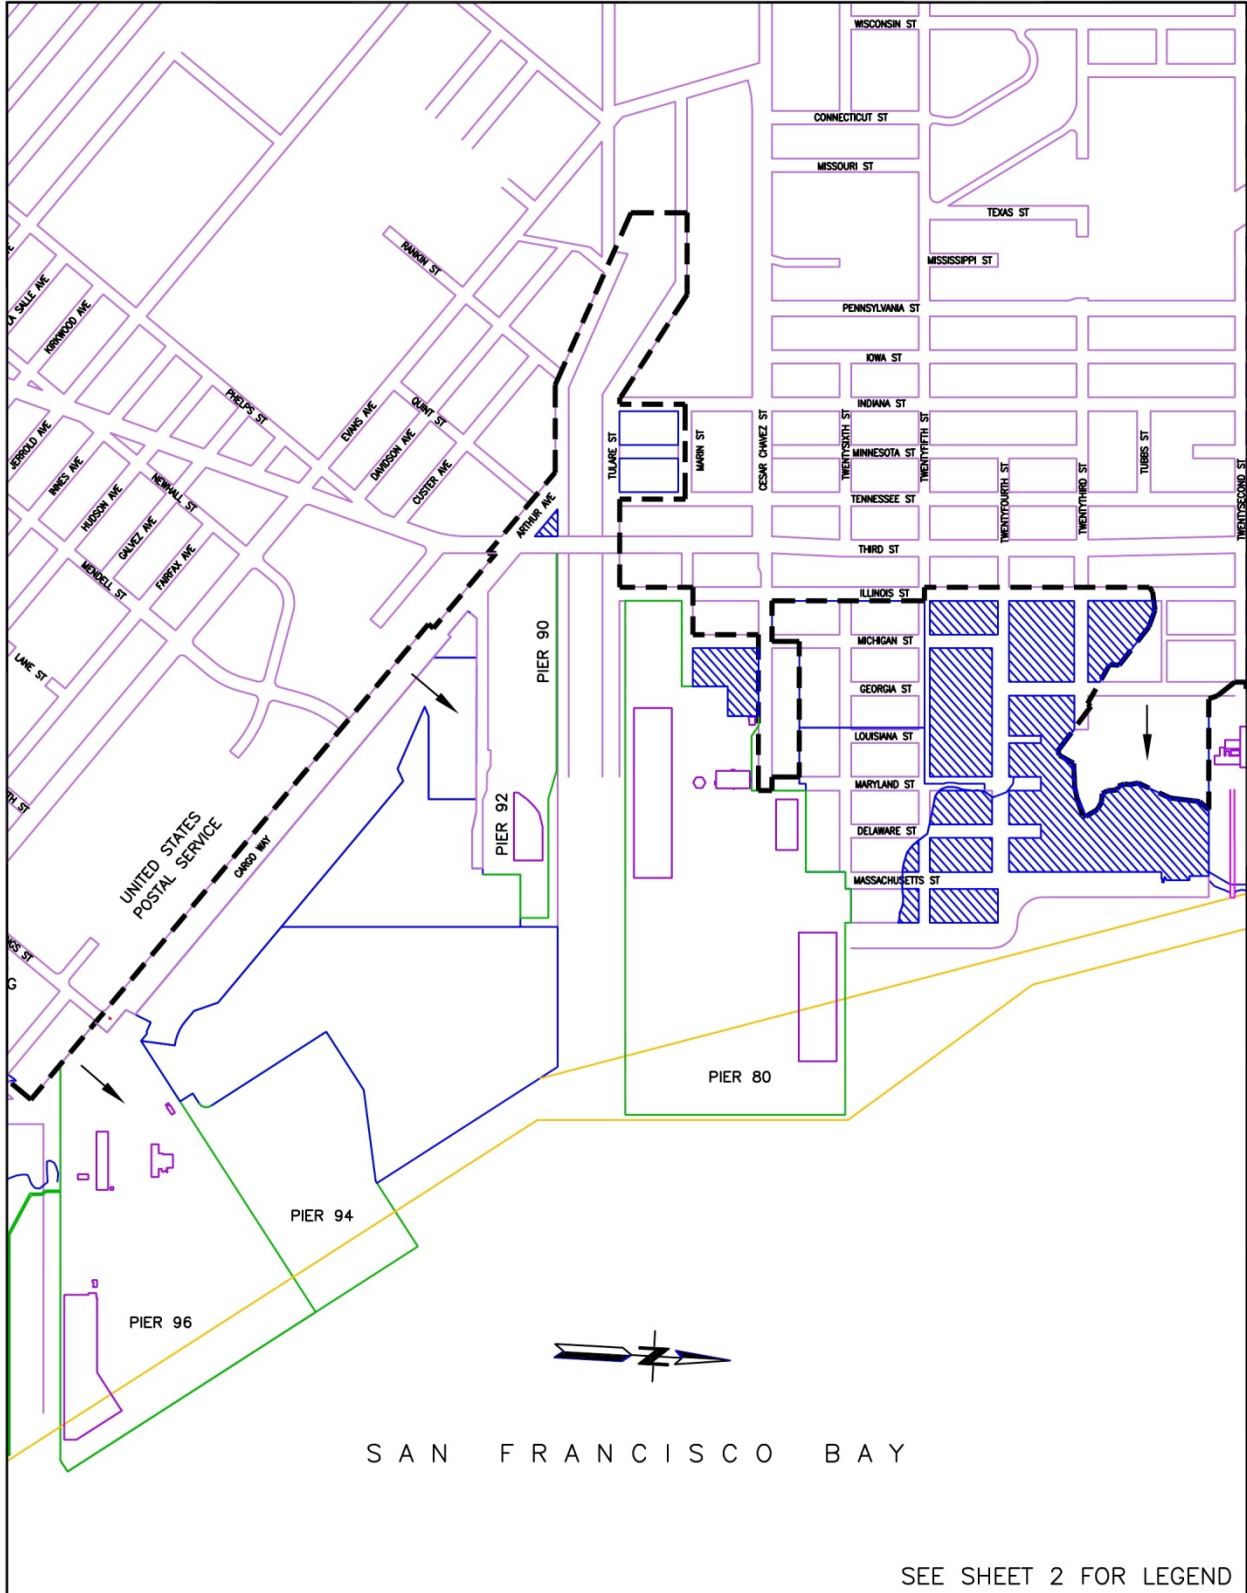 WISCONSIN ST
CONNECTICUT ST
MISSOURI ST
TEXAS ST
MISSISSIPPI ST
RANKIN ST
LA SALLE AVE
KIRKWOOD AVE
PENNSYLVANIA ST
IOWA ST
PHELPS ST
EVANS AVE
QUINT ST
INDIANA ST
JERROLD AVE
INNES AVE
DAVIDSON AVE
CUSTER AVE
TULARE ST
MARIN ST
CESAR CHAVEZ ST
TWENTYSIXTH ST
MINNESOTA ST
TWENTYFIFTH ST
TWENTYFOURTH ST
TWENTYTHIRD ST
TUBBS ST
TWENTYSECOND ST
HUDSON AVE
NEWHALL ST
GALVEZ AVE
FAIRFAX AVE
MENDELL ST
ARTHUR AVE
TENNESSEE ST
THIRD ST
ILLINOIS ST
LANE ST
PIER 90
MICHIGAN ST
GEORGIA ST
LOUISIANA ST
MARYLAND ST
TH ST
UNITED STATES
POSTAL SERVICE
CARGO WAY
PIER 92
DELAWARE ST
MASSACHUSETTS ST
GS ST
G
PIER 80
PIER 94
PIER 96
N
SAN FRANCISCO BAY
SEE SHEET 2 FOR LEGEND